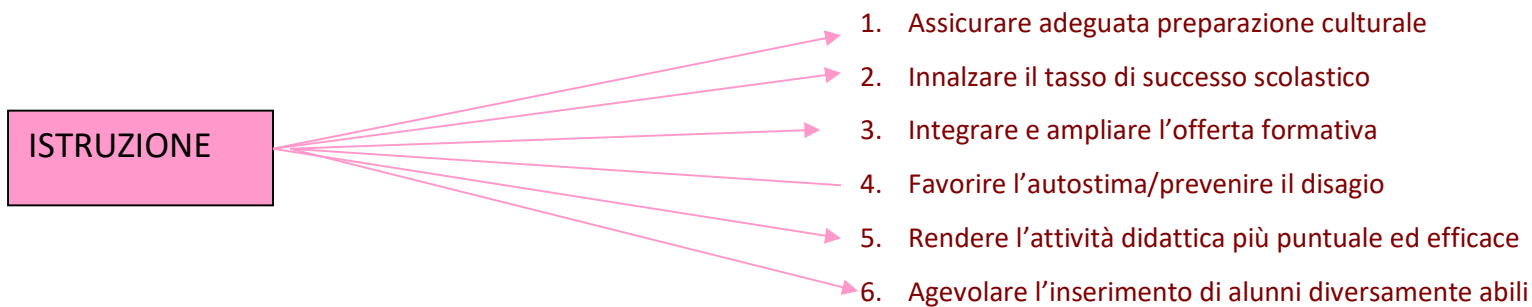 1. Assicurare adeguata preparazione culturale
2. Innalzare il tasso di successo scolastico
ISTRUZIONE
3. Integrare e ampliare l’offerta formativa
4. Favorire l’autostima/prevenire il disagio
5. Rendere l’attività didattica più puntuale ed efficace
6. Agevolare l’inserimento di alunni diversamente abili